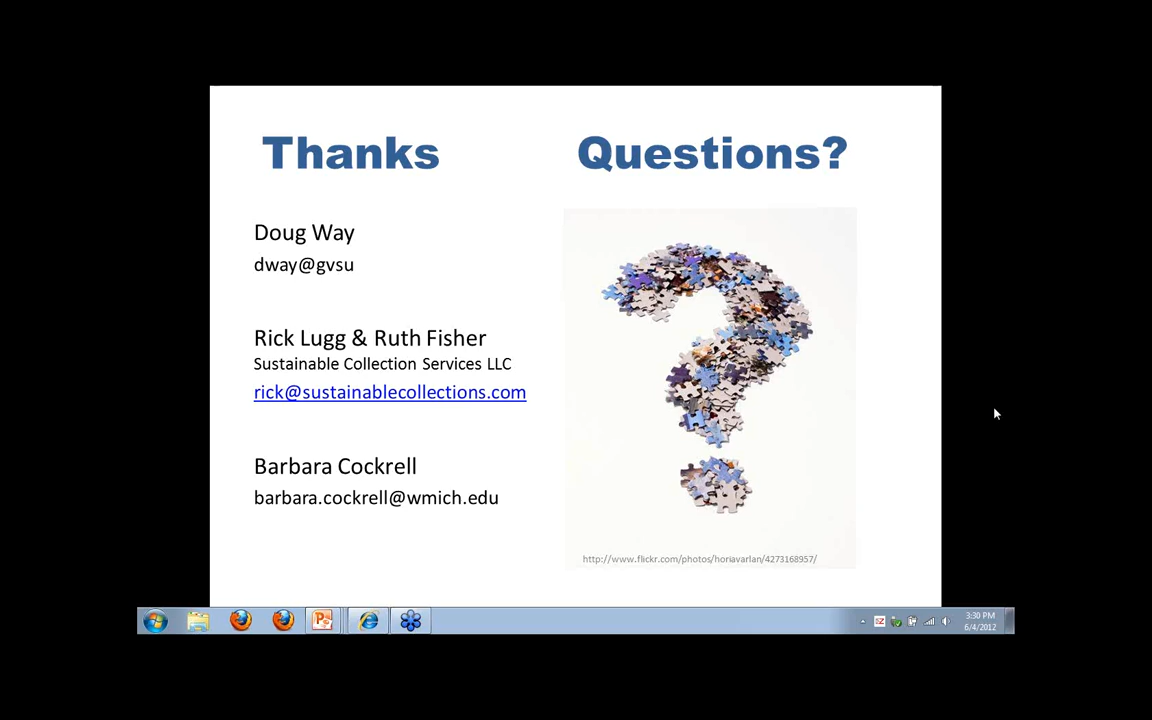 Thanks
Questions?
Doug Way
dway@gvsu
Rick Lugg & Ruth Fisher
Sustainable Collection Services LLC
rick@sustainablecollections.com
Barbara Cockrell
barbara.cockrell@wmich.edu
http://www.flickr.com/photos/horiavarlan/4273168957/
3:30 PM
6/4/2012